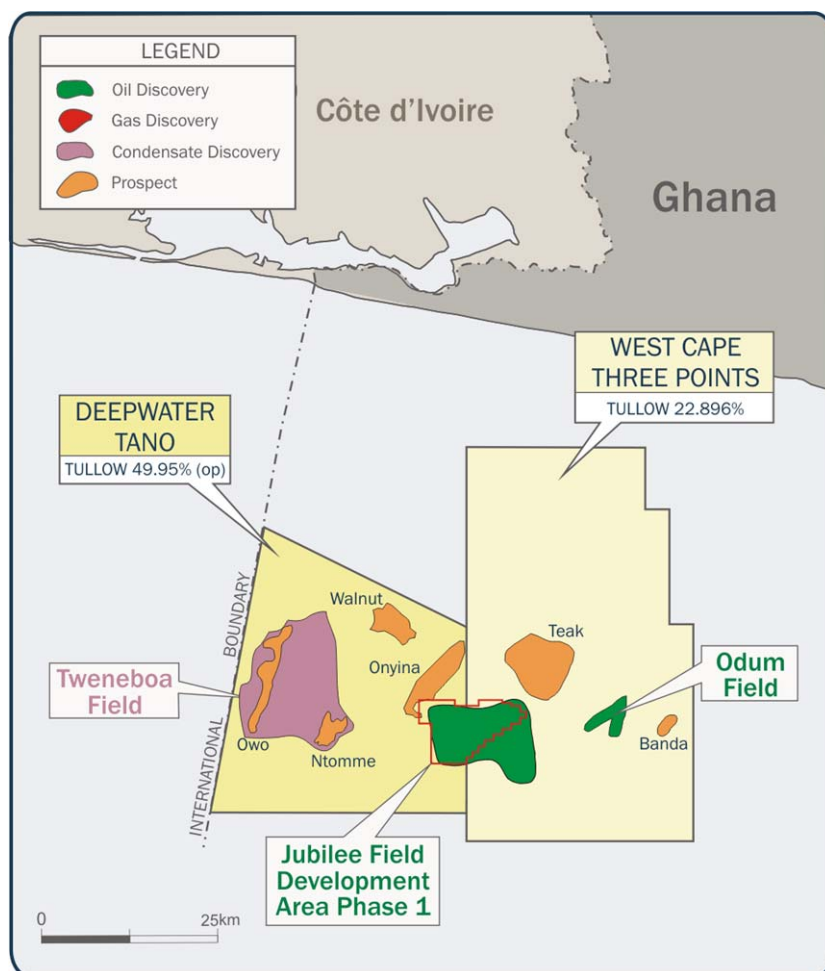 LEGEND
Oil Discovery
Gas Discovery
Condensate Discovery
Prospect
Côte d’Ivoire
Ghana
WEST CAPE
THREE POINTS
TULLOW 22.896%
DEEPWATER
TANO
TULLOW 49.95% (op)
INTERNATIONAL BOUNDARY
Walnut
Teak
Onyina
Tweneboa
Field
Odum
Field
Owo
Ntomme
Banda
Jubilee Field
Development
Area Phase 1
0 25km